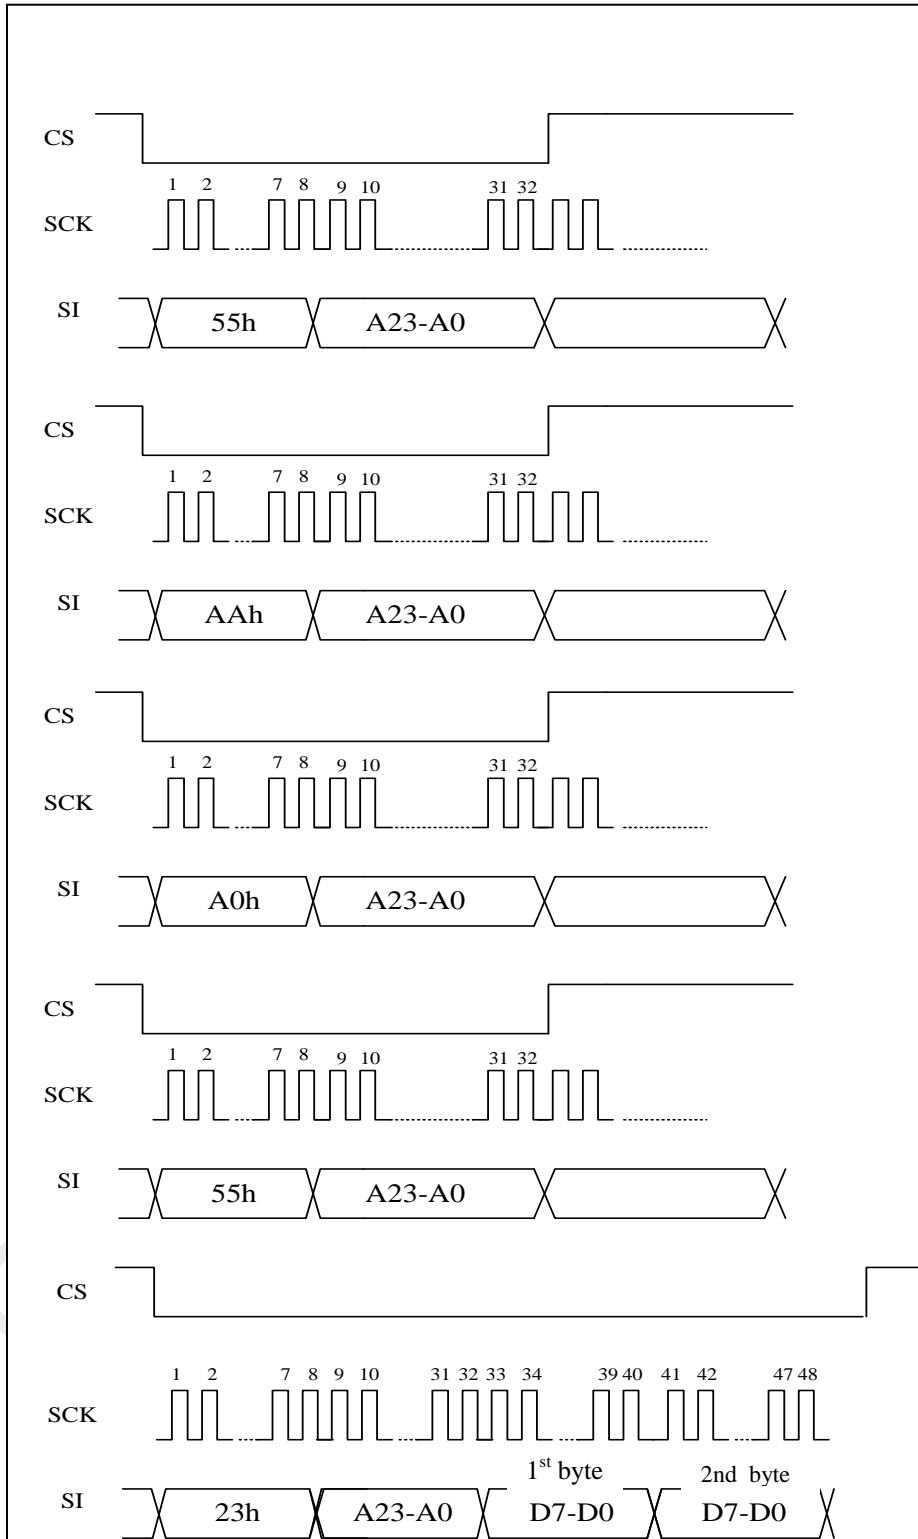 CS
1 2 7 8 9 10 31 32
SCK
SI 55h A23-A0
CS
1 2 7 8 9 10 31 32
SCK
SI AAh A23-A0
CS
1 2 7 8 9 10 31 32
SCK
SI A0h A23-A0
CS
1 2 7 8 9 10 31 32
SCK
SI 55h A23-A0
CS
1 2 7 8 9 10 31 32 33 34 39 40 41 42 47 48
SCK
1st byte 2nd byte
SI 23h A23-A0 D7-D0 D7-D0